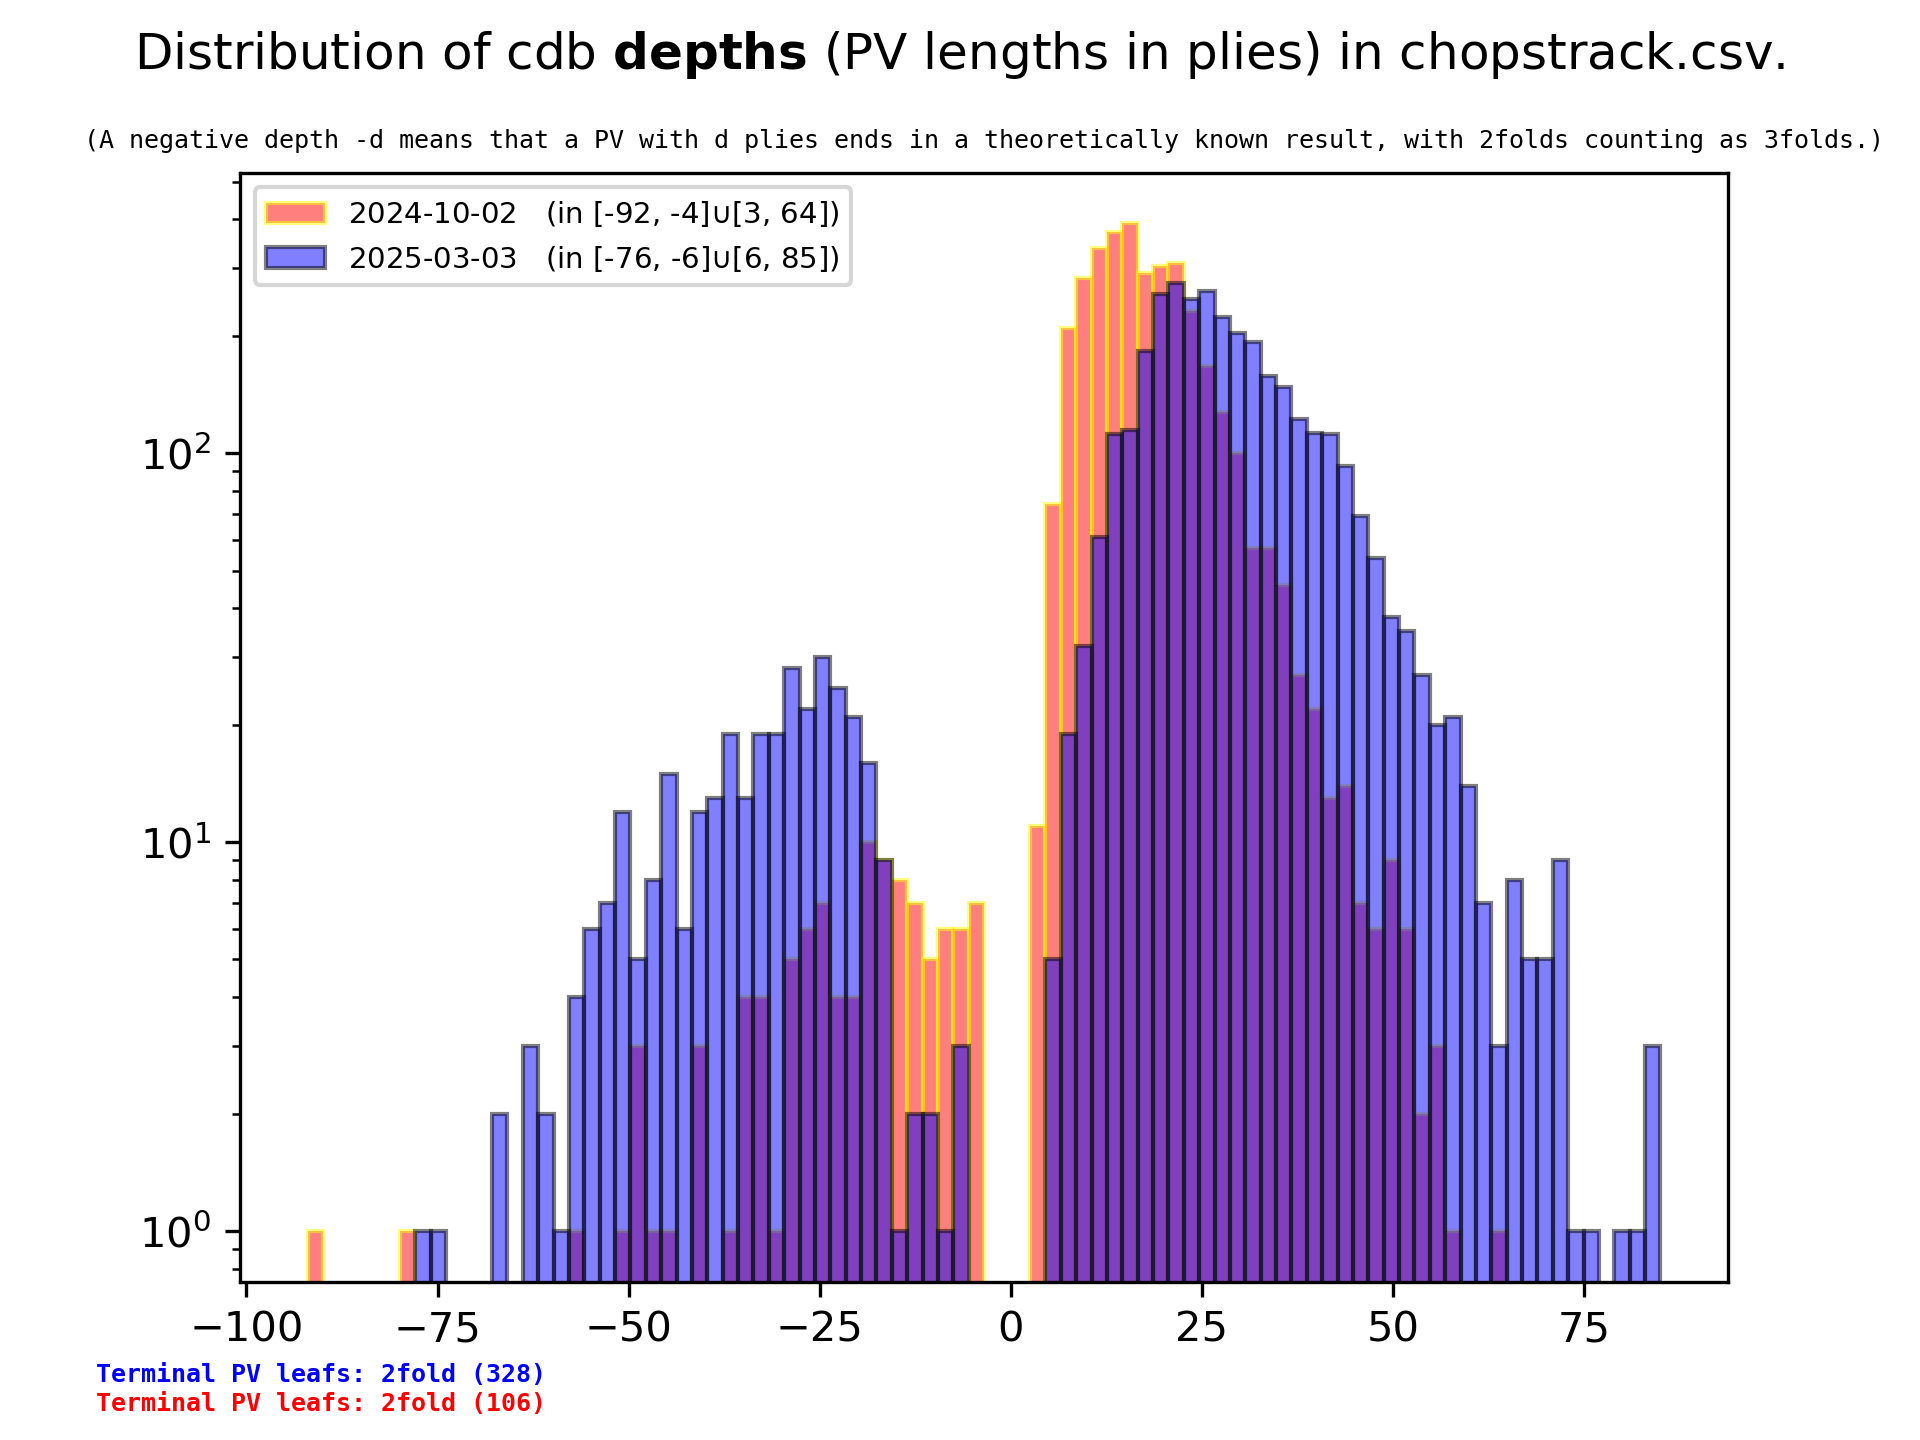 Distribution of cdb depths (PV lengths in plies) in chopstrack.csv.
(A negative depth -d means that a PV with d plies ends in a theoretically known result, with 2folds counting as 3folds.)
2024-10-02 (in [-92, -4]∪[3, 64])
2025-03-03 (in [-76, -6]∪[6, 85])
10²
10¹
10⁰
−100 −75 −50 −25 0 25 50 75
Terminal PV leafs: 2fold (328)
Terminal PV leafs: 2fold (106)